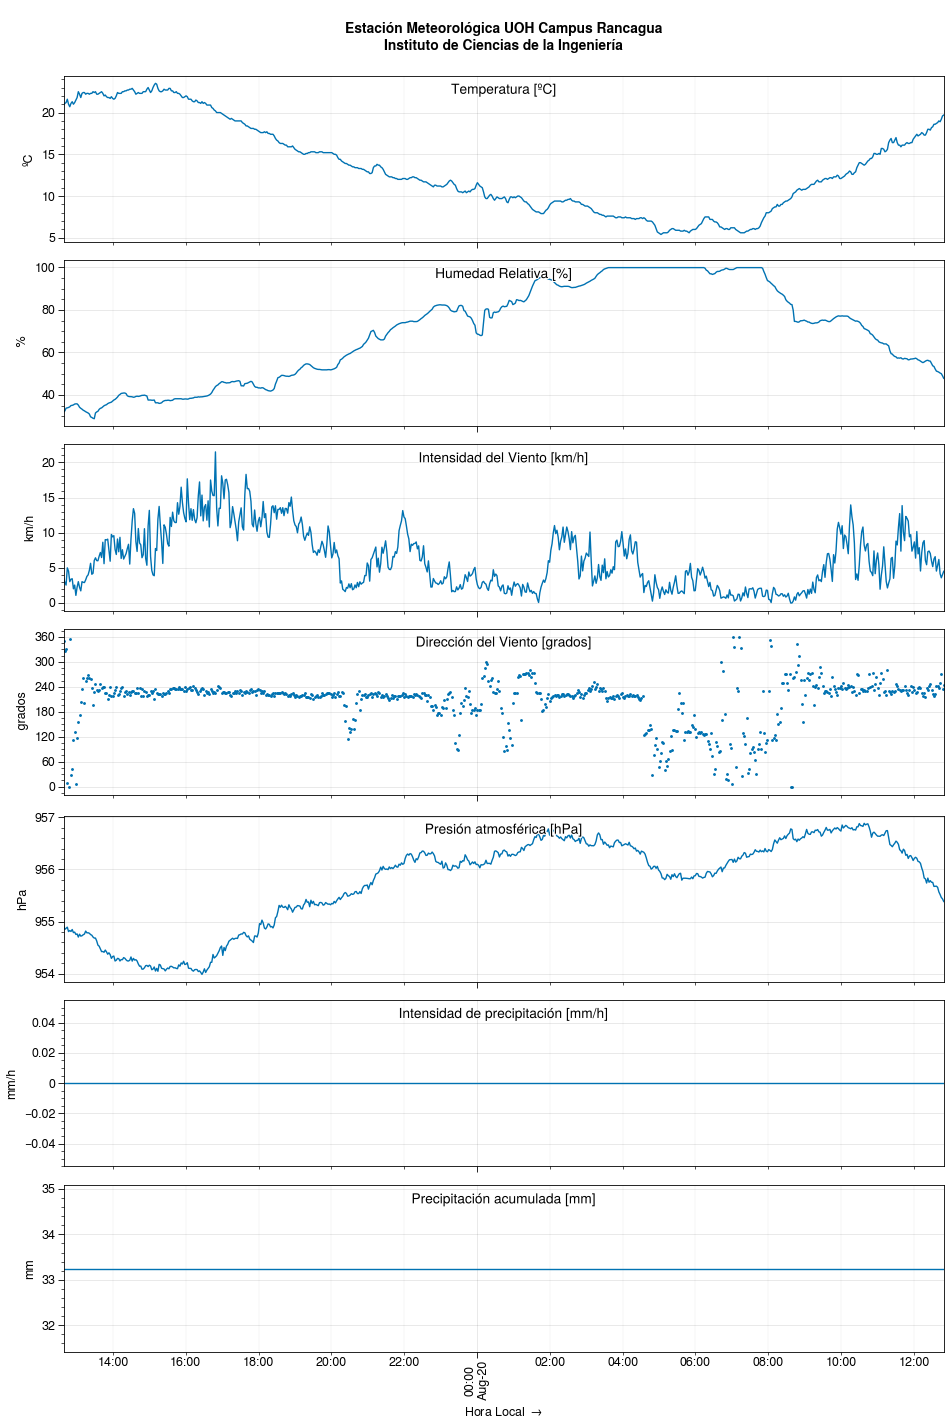 Estación Meteorológica UOH Campus Rancagua
Instituto de Ciencias de la Ingeniería
Temperatura [ºC]
20
15
10
5
ºC
Humedad Relativa [%]
100
80
60
40
%
Intensidad del Viento [km/h]
20
15
10
5
0
km/h
Dirección del Viento [grados]
360
300
240
180
120
60
0
grados
Presión atmosférica [hPa]
957
956
955
954
hPa
Intensidad de precipitación [mm/h]
0.04
0.02
0
−0.02
−0.04
mm/h
Precipitación acumulada [mm]
35
34
33
32
mm
14:00 16:00 18:00 20:00 22:00 00:00 02:00 04:00 06:00 08:00 10:00 12:00
Aug-20
Hora Local →